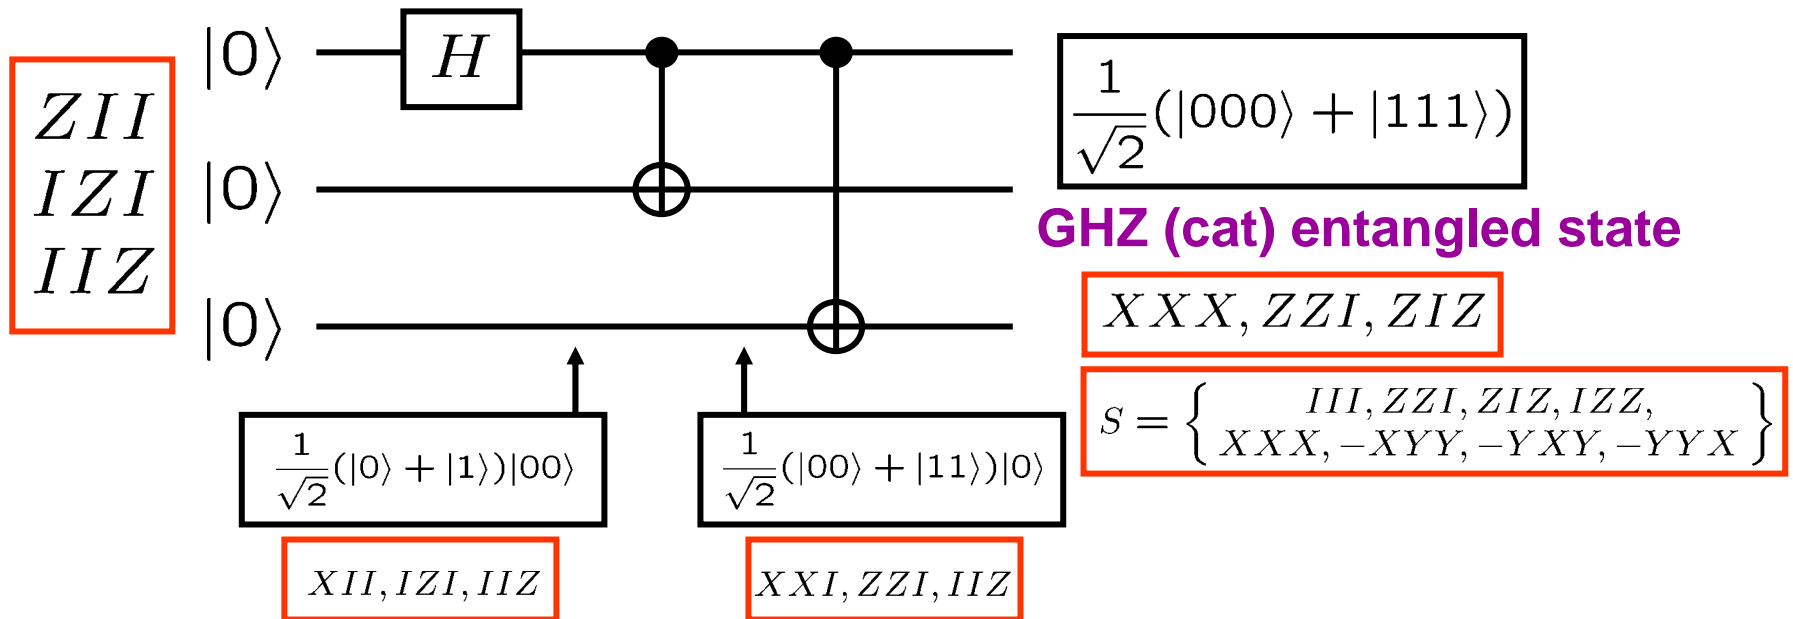 ZII
IZI
IIZ
|0⟩
|0⟩
|0⟩
H
1/√2(|000⟩ + |111⟩)
GHZ (cat) entangled state
XXX, ZZI, ZIZ
S = { III, ZZI, ZIZ, IZZ,
XXX, −XYY, −YXY, −YYX }
1/√2(|0⟩ + |1⟩)|00⟩
1/√2(|00⟩ + |11⟩)|0⟩
XII, IZI, IIZ
XXI, ZZI, IIZ